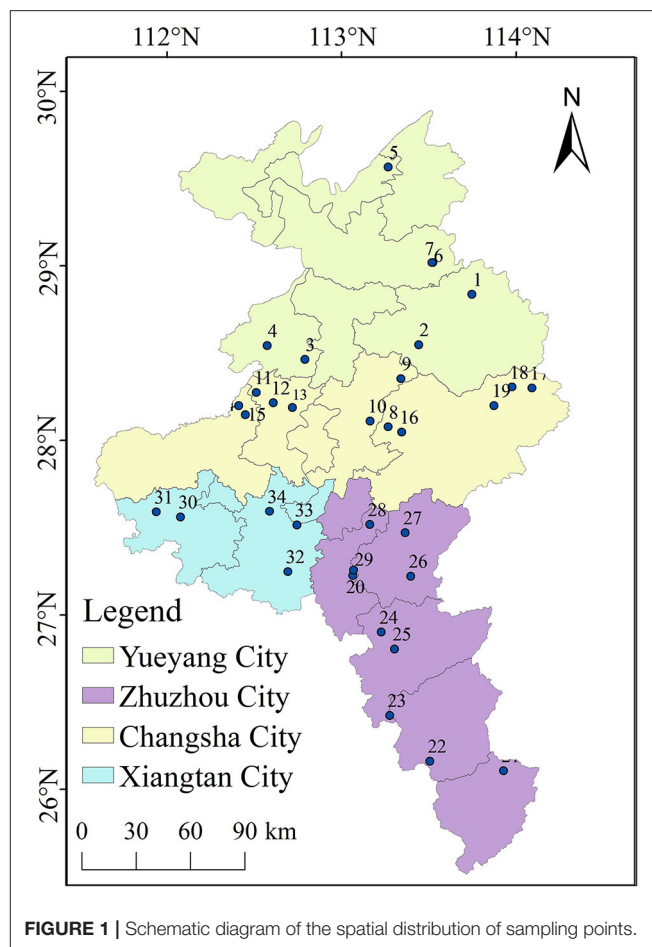 112°E 113°E 114°E
30°N
N
5
29°N
7
6
1
4
3
2
9
11
12
13
15
10
8
16
18
19
28°N
31
30
34
33
32
28
27
29
20
26
27°N
24
25
23
22
26°N
Legend
Yueyang City
Zhuzhou City
Changsha City
Xiangtan City
0 30 60 90 km
FIGURE 1 | Schematic diagram of the spatial distribution of sampling points.